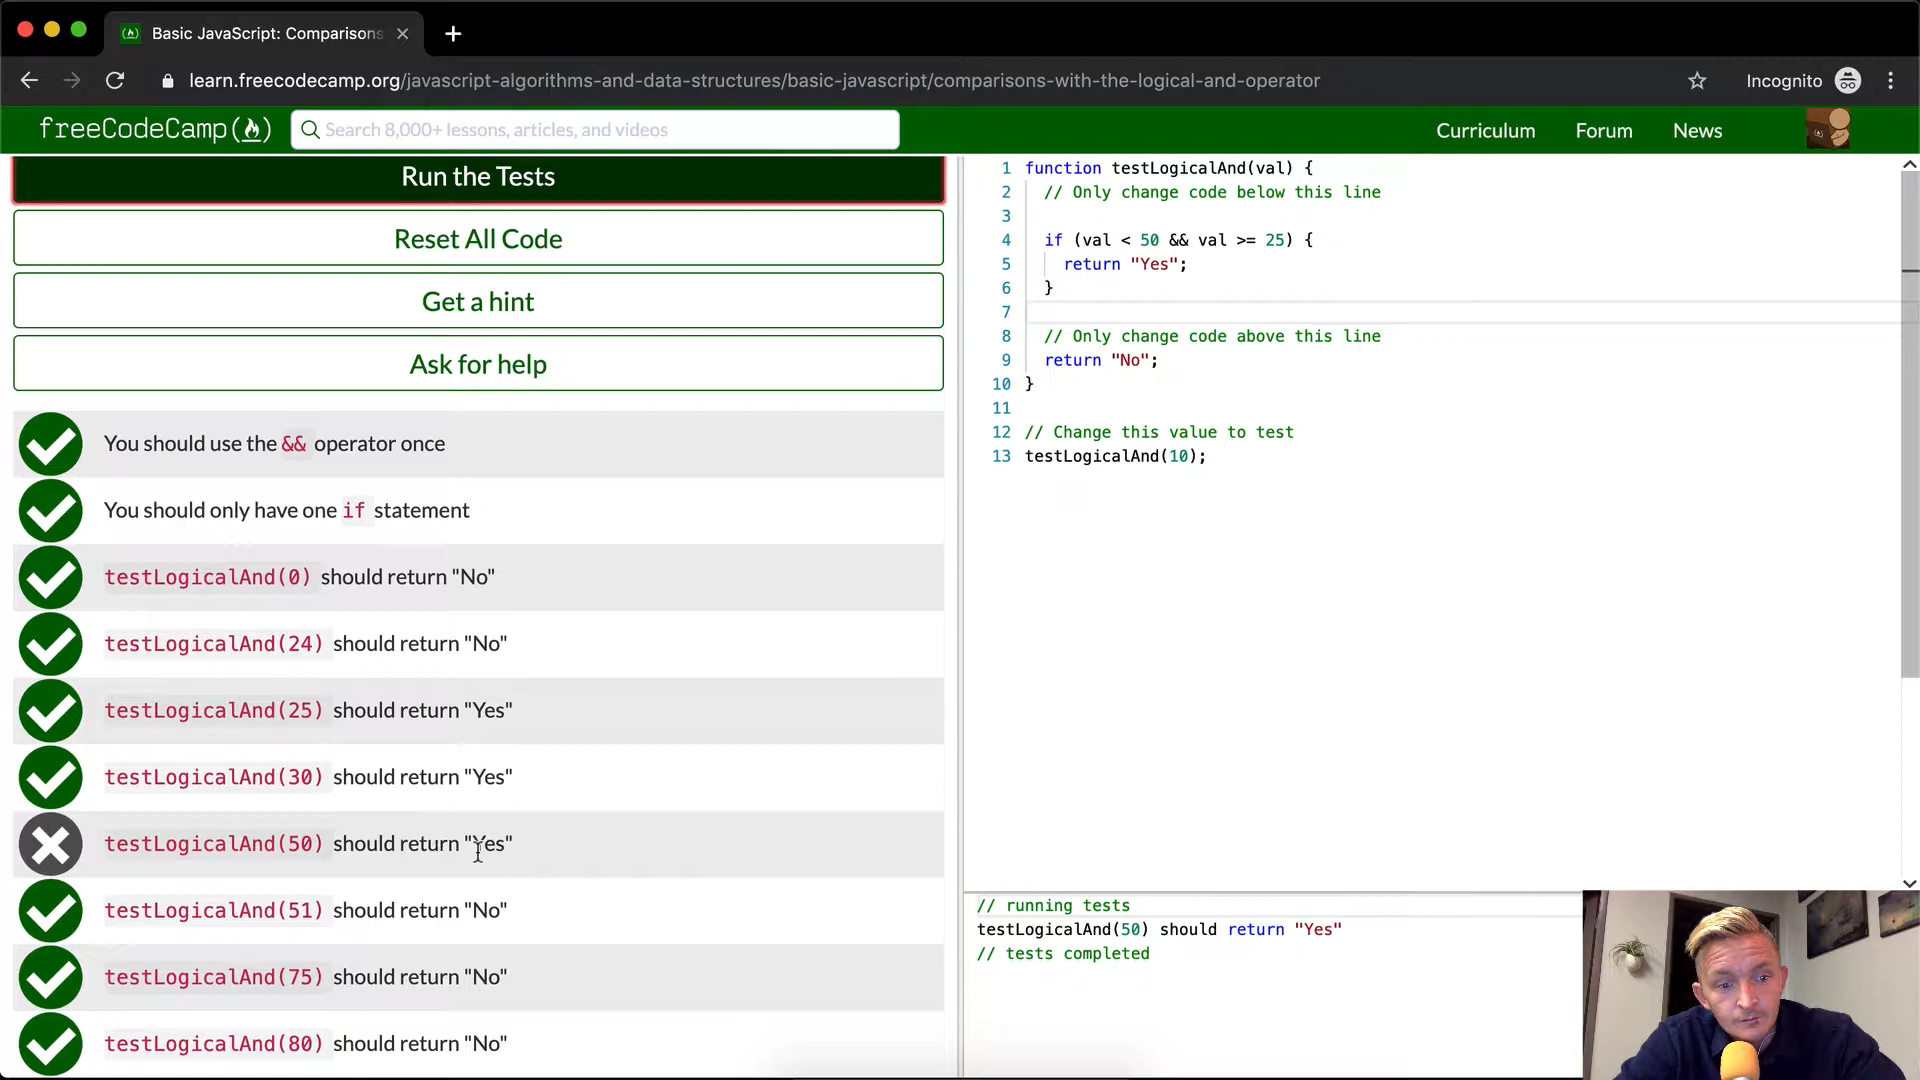 Basic JavaScript: Comparisons
learn.freecodecamp.org/javascript-algorithms-and-data-structures/basic-javascript/comparisons-with-the-logical-and-operator
Incognito
freeCodeCamp
Search 8,000+ lessons, articles, and videos
Curriculum
Forum
News
Run the Tests
Reset All Code
Get a hint
Ask for help
You should use the && operator once
You should only have one if statement
testLogicalAnd(0) should return "No"
testLogicalAnd(24) should return "No"
testLogicalAnd(25) should return "Yes"
testLogicalAnd(30) should return "Yes"
testLogicalAnd(50) should return "Yes"
testLogicalAnd(51) should return "No"
testLogicalAnd(75) should return "No"
testLogicalAnd(80) should return "No"
1 function testLogicalAnd(val) {
2 // Only change code below this line
3
4 if (val < 50 && val >= 25) {
5 return "Yes";
6 }
7
8 // Only change code above this line
9 return "No";
10 }
11
12 // Change this value to test
13 testLogicalAnd(10);
// running tests
testLogicalAnd(50) should return "Yes"
// tests completed